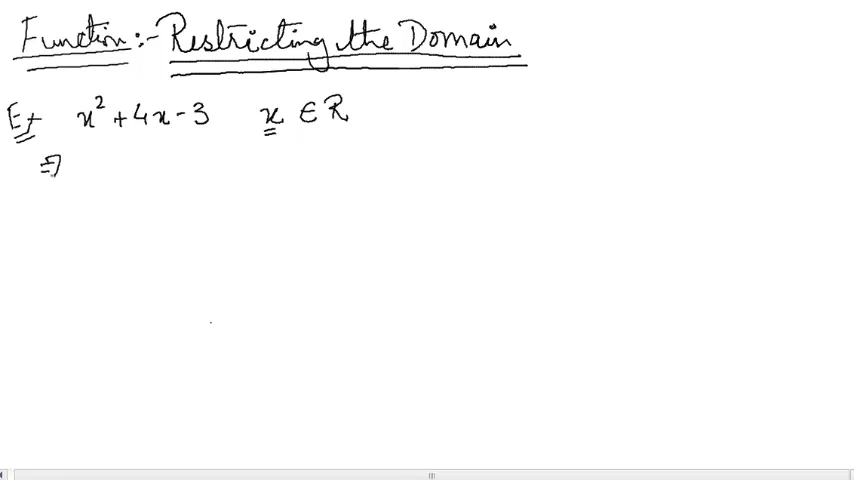 Function:- Restricting the Domain
Ex x² + 4x - 3 x ∈ R
⇒